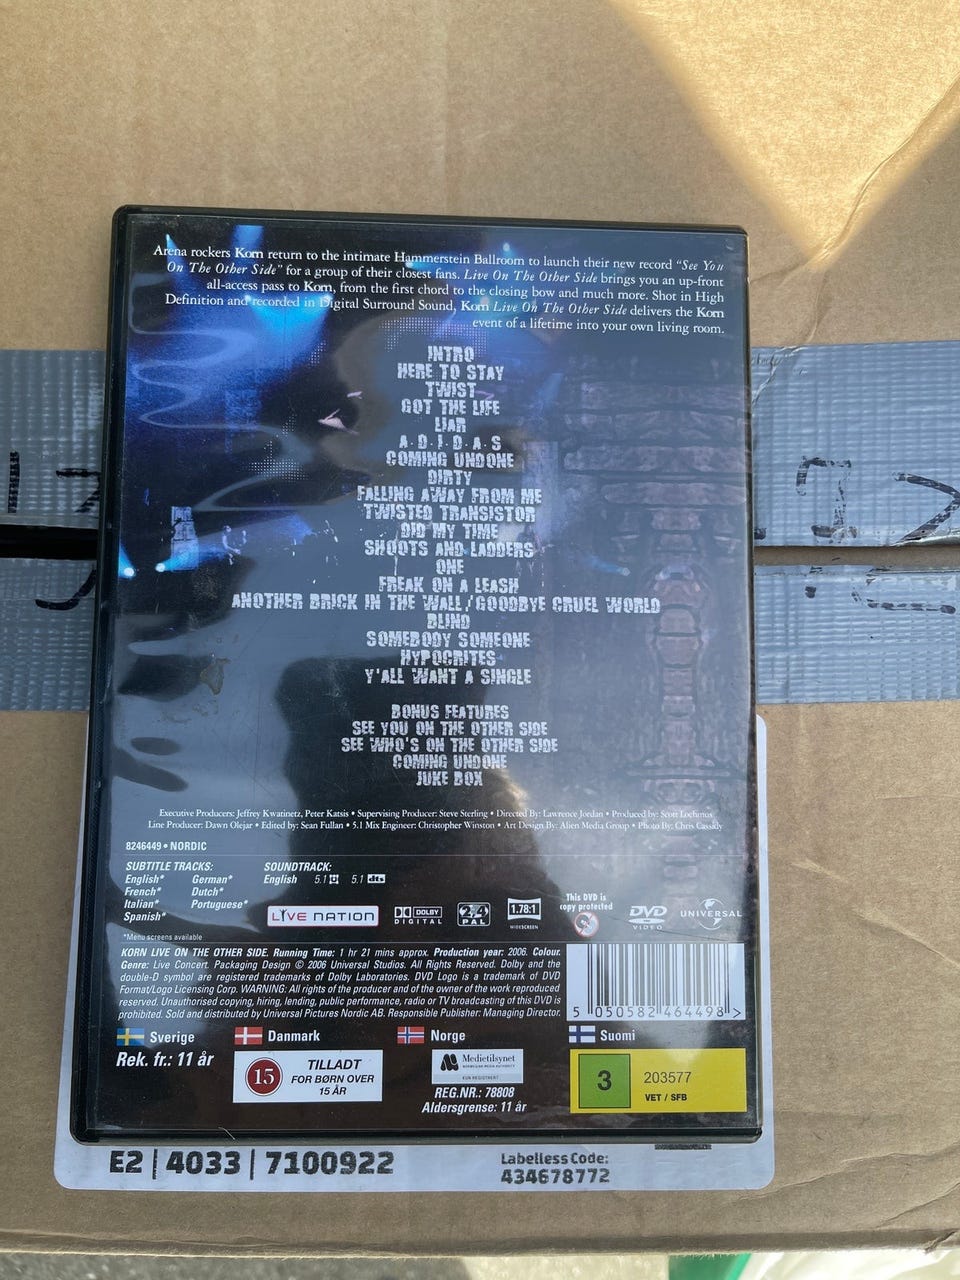 Arena rockers Korn return to the intimate Hammerstein Ballroom to launch their new record "See You
On The Other Side" for a group of their closest fans. Live On The Other Side brings you an up-front
all-access pass to Korn, from the first chord to the closing bow and much more. Shot in High
Definition and recorded in Digital Surround Sound, Korn Live On The Other Side delivers the Korn
event of a lifetime into your own living room.
INTRO
HERE TO STAY
TWIST
GOT THE LIFE
LIAR
A.D.I.D.A.S
COMING UNDONE
DIRTY
FALLING AWAY FROM ME
TWISTED TRANSISTOR
DID MY TIME
SHOOTS AND LADDERS
ONE
FREAK ON A LEASH
ANOTHER BRICK IN THE WALL/GOODBYE CRUEL WORLD
BLIND
SOMEBODY SOMEONE
HYPOCRITES
Y'ALL WANT A SINGLE
BONUS FEATURES
SEE YOU ON THE OTHER SIDE
SEE WHO'S ON THE OTHER SIDE
COMING UNDONE
JUKE BOX
Executive Producers: Jeffrey Kwatinetz, Peter Katsis • Supervising Producer: Steve Sterling • Directed By: Lawrence Jordan • Produced by: Scott Lochmus
Line Producer: Dawn Olejar • Edited by: Sean Fullan • 5.1 Mix Engineer: Christopher Winston • Art Design By: Alien Media Group • Photo By: Chris Cassidy
8246449 • NORDIC
SUBTITLE TRACKS: SOUNDTRACK:
English* German* English 5.1 5.1 dts
French* Dutch*
Italian* Portuguese*
Spanish*
*Menu screens available
LIVE NATION
DOLBY
DIGITAL
2,4
PAL
1.78:1
WIDESCREEN
This DVD is
copy protected
DVD
VIDEO
UNIVERSAL
KORN LIVE ON THE OTHER SIDE. Running Time: 1 hr 21 mins approx. Production year: 2006. Colour.
Genre: Live Concert. Packaging Design © 2006 Universal Studios. All Rights Reserved. Dolby and the
double-D symbol are registered trademarks of Dolby Laboratories. DVD Logo is a trademark of DVD
Format/Logo Licensing Corp. WARNING: All rights of the producer and of the owner of the work reproduced
reserved. Unauthorised copying, hiring, lending, public performance, radio or TV broadcasting of this DVD is
prohibited. Sold and distributed by Universal Pictures Nordic AB. Responsible Publisher: Managing Director.
5 050582 464498 >
Sverige Danmark Norge Suomi
Rek. fr.: 11 år
15
TILLADT
FOR BØRN OVER
15 ÅR
Medietilsynet
NORWEGIAN MEDIA AUTHORITY
KUN REGISTRERT
REG.NR.: 78808
Aldersgrense: 11 år
3
203577
VET / SFB
E2 | 4033 | 7100922
Labelless Code:
434678772